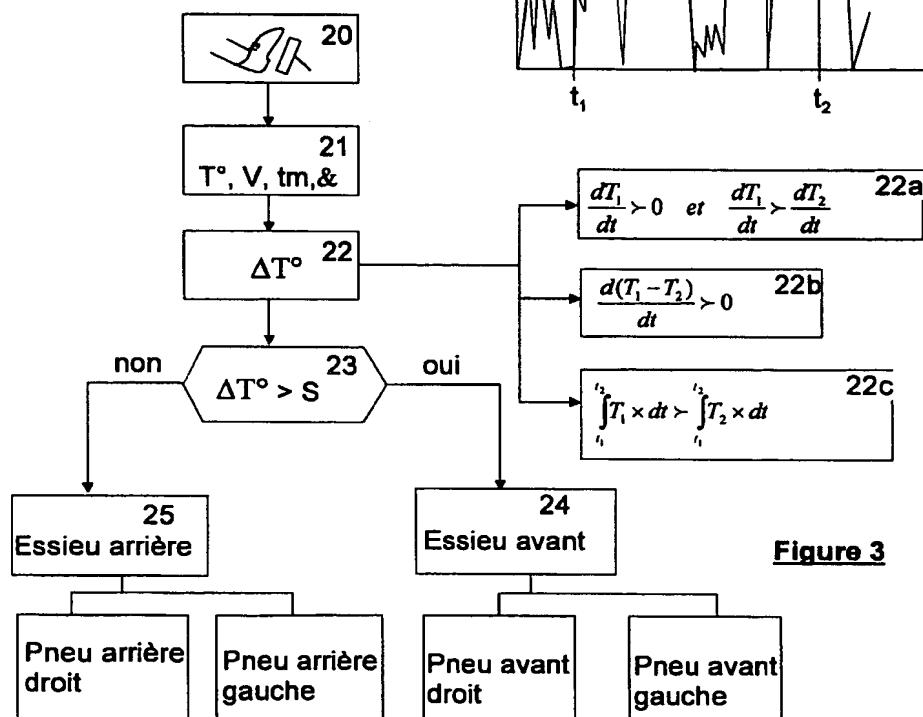 20
t₁
t₂
21
T°, V, tm,&
22
ΔT°
22a
dT₁/dt ≻ 0 et dT₁/dt ≻ dT₂/dt
22b
d(T₁ − T₂)/dt ≻ 0
non
23
oui
ΔT° > S
22c
∫ₜ₁ᵗ² T₁ × dt ≻ ∫ₜ₁ᵗ² T₂ × dt
25
Essieu arrière
24
Essieu avant
Figure 3
Pneu arrière
droit
Pneu arrière
gauche
Pneu avant
droit
Pneu avant
gauche